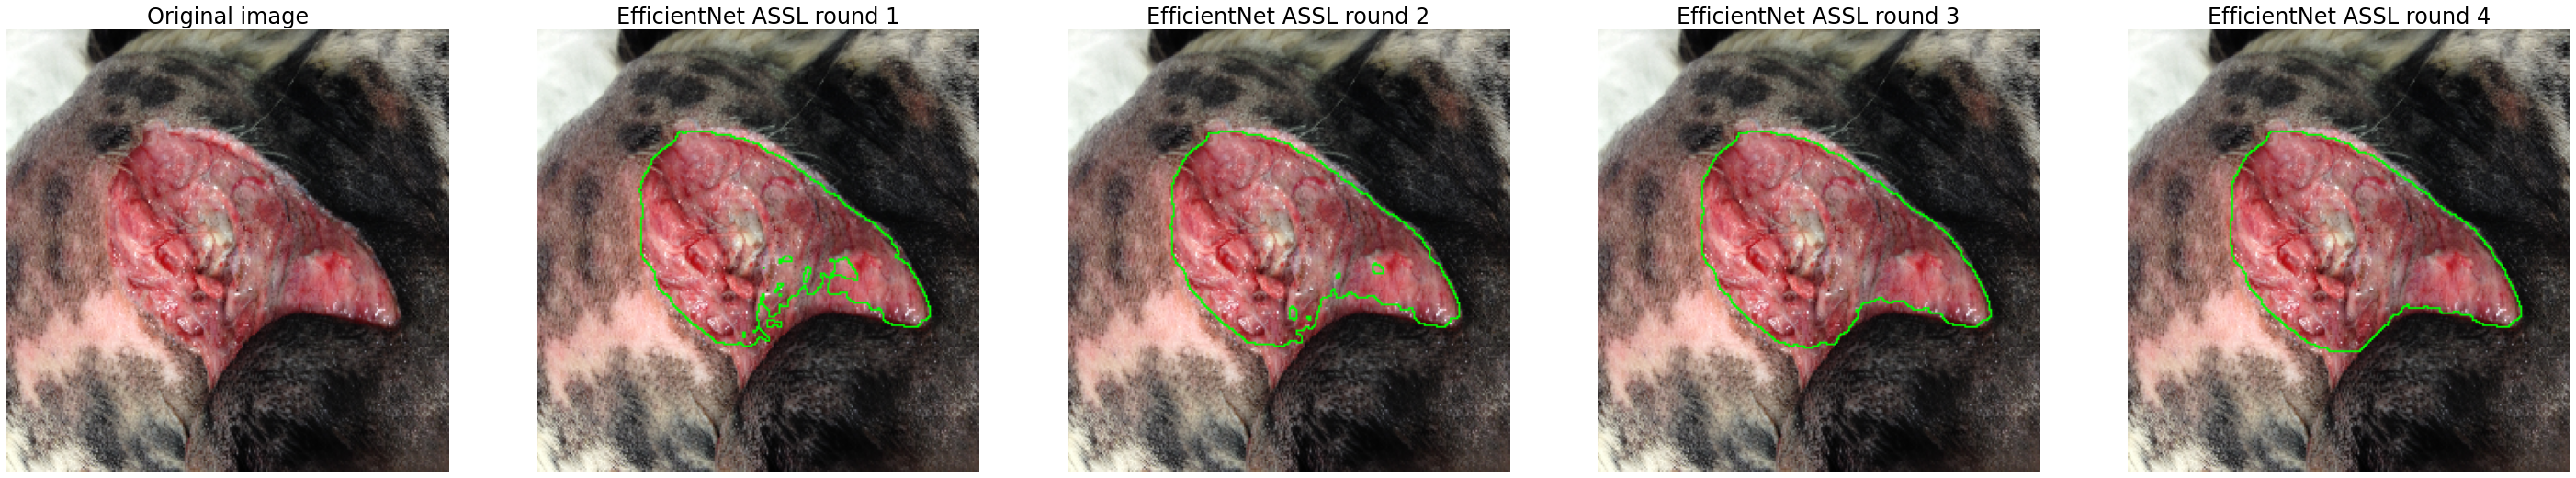 Original image
EfficientNet ASSL round 1
EfficientNet ASSL round 2
EfficientNet ASSL round 3
EfficientNet ASSL round 4